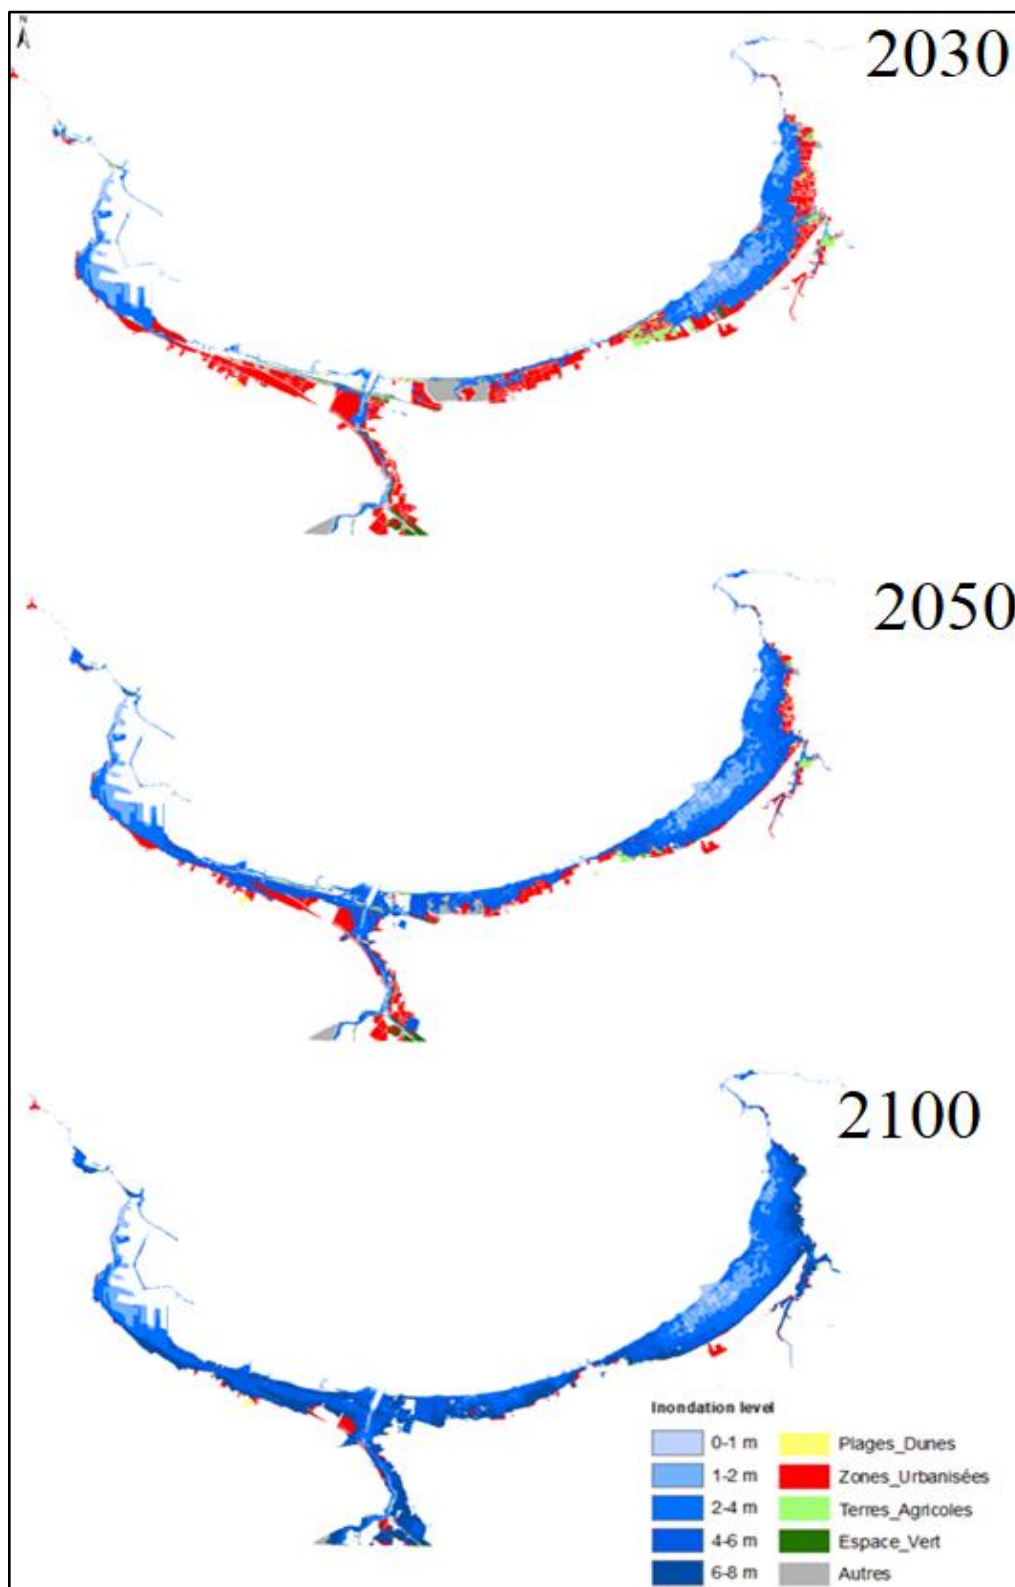 N
2030
2050
2100
Inondation level
0-1 m
Plages_Dunes
1-2 m
Zones_Urbanisées
2-4 m
Terres_Agricoles
4-6 m
Espace_Vert
6-8 m
Autres